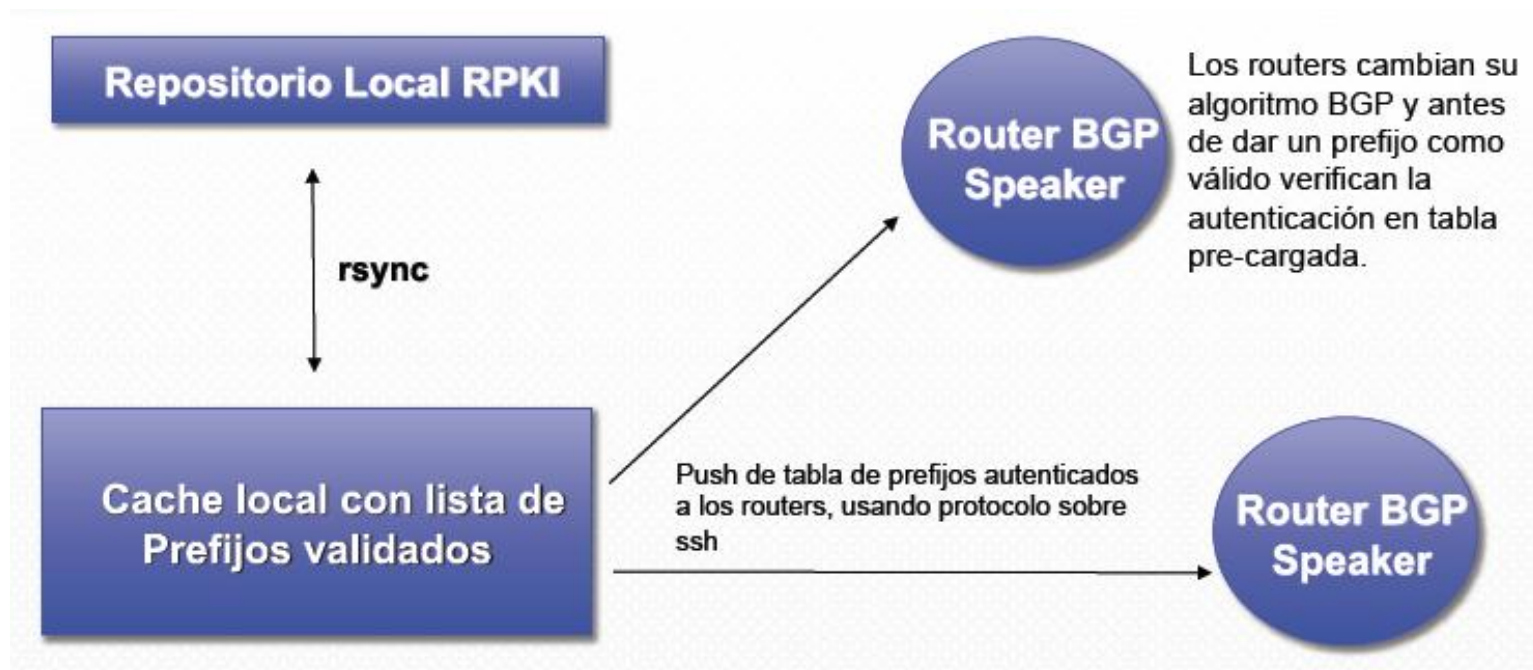 Repositorio Local RPKI
rsync
Cache local con lista de
Prefijos validados
Router BGP
Speaker
Los routers cambian su
algoritmo BGP y antes
de dar un prefijo como
válido verifican la
autenticación en tabla
pre-cargada.
Push de tabla de prefijos autenticados
a los routers, usando protocolo sobre
ssh
Router BGP
Speaker